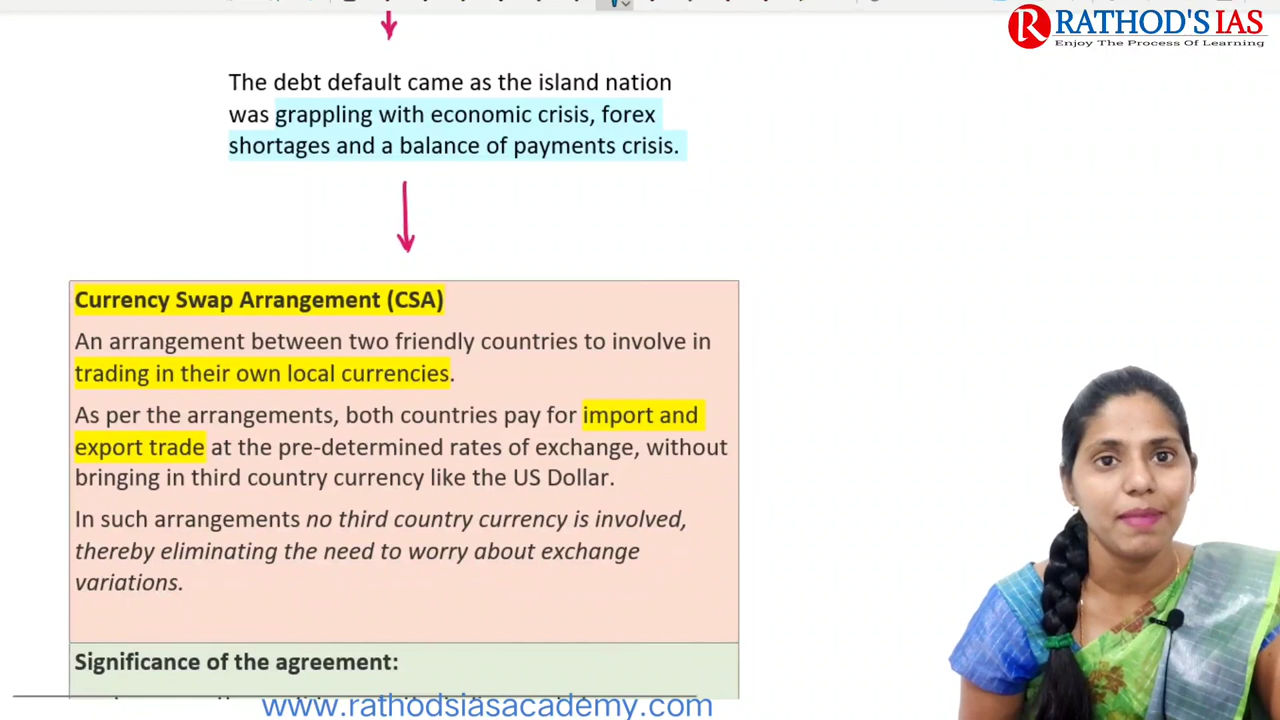 RATHOD'S IAS
Enjoy The Process Of Learning
The debt default came as the island nation
was grappling with economic crisis, forex
shortages and a balance of payments crisis.
Currency Swap Arrangement (CSA)
An arrangement between two friendly countries to involve in
trading in their own local currencies.
As per the arrangements, both countries pay for import and
export trade at the pre-determined rates of exchange, without
bringing in third country currency like the US Dollar.
In such arrangements no third country currency is involved,
thereby eliminating the need to worry about exchange
variations.
Significance of the agreement:
www.rathodsiasacademy.com